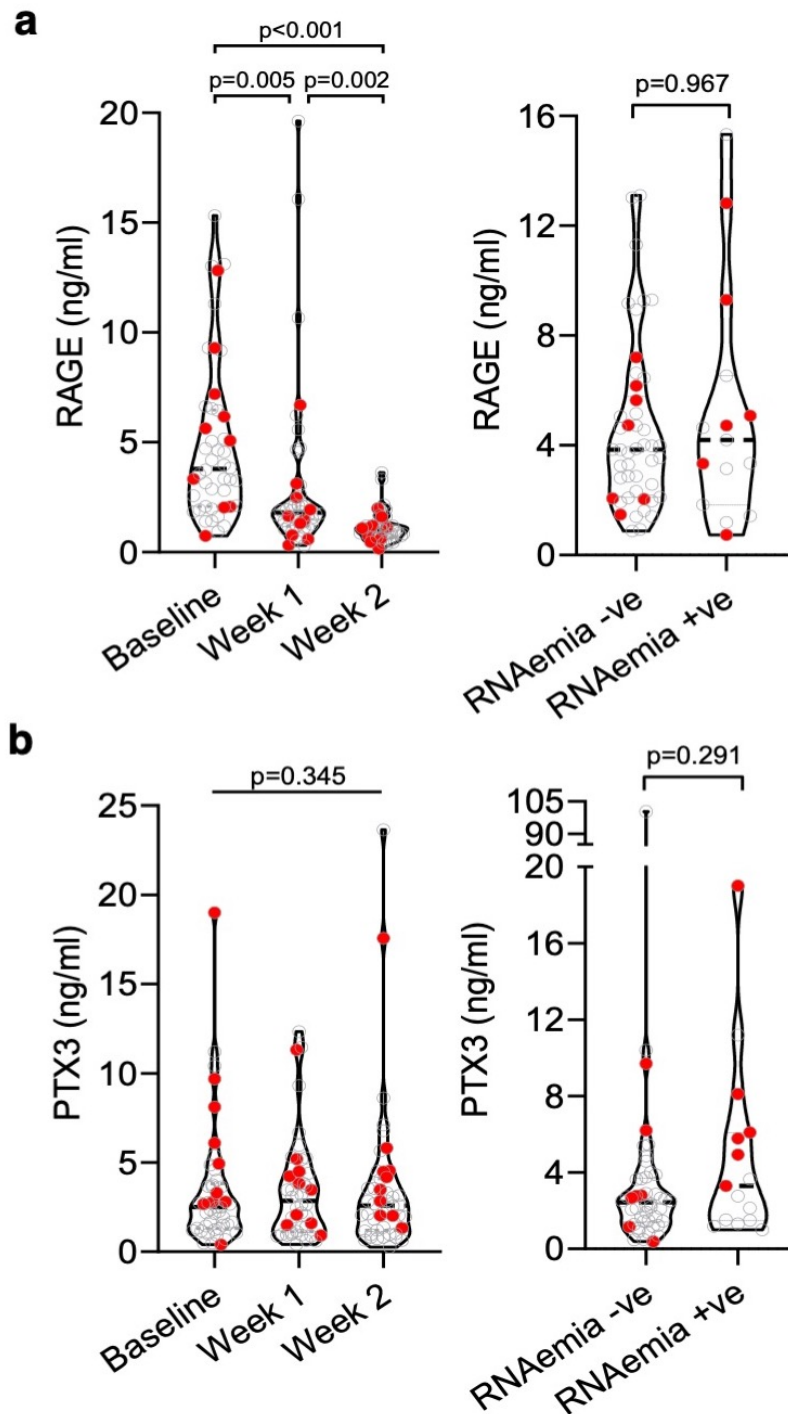 a
p<0.001
p=0.005 p=0.002
20
15
10
5
0
RAGE (ng/ml)
Baseline
Week 1
Week 2
p=0.967
16
12
8
4
0
RAGE (ng/ml)
RNAemia -ve
RNAemia +ve
b
p=0.345
25
20
15
10
5
0
PTX3 (ng/ml)
Baseline
Week 1
Week 2
p=0.291
105
90
20
16
12
8
4
0
PTX3 (ng/ml)
RNAemia -ve
RNAemia +ve